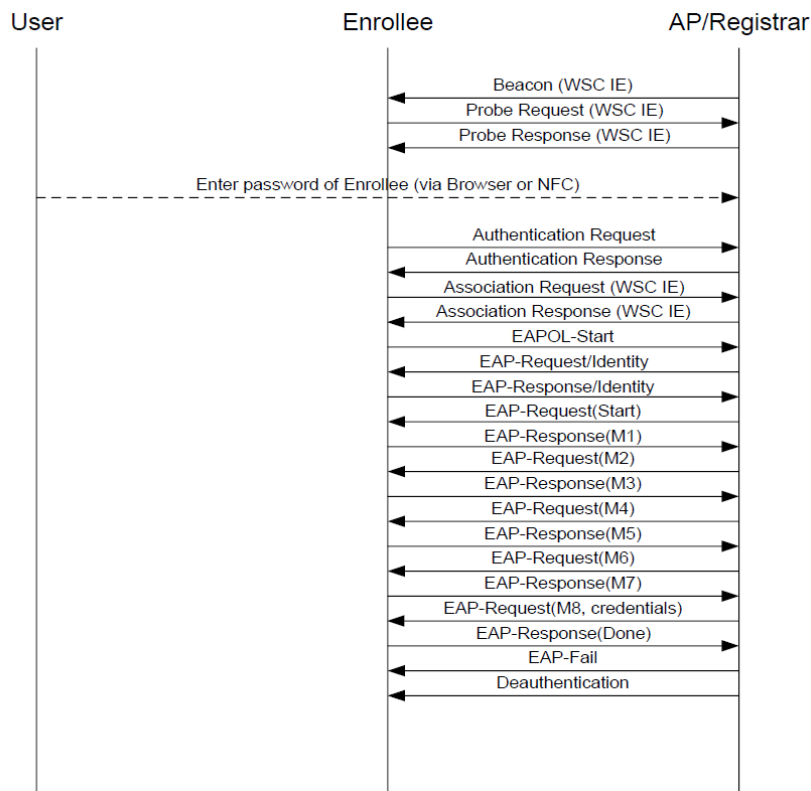 User Enrollee AP/Registrar
Beacon (WSC IE)
Probe Request (WSC IE)
Probe Response (WSC IE)
Enter password of Enrollee (via Browser or NFC)
Authentication Request
Authentication Response
Association Request (WSC IE)
Association Response (WSC IE)
EAPOL-Start
EAP-Request/Identity
EAP-Response/Identity
EAP-Request(Start)
EAP-Response(M1)
EAP-Request(M2)
EAP-Response(M3)
EAP-Request(M4)
EAP-Response(M5)
EAP-Request(M6)
EAP-Response(M7)
EAP-Request(M8, credentials)
EAP-Response(Done)
EAP-Fail
Deauthentication